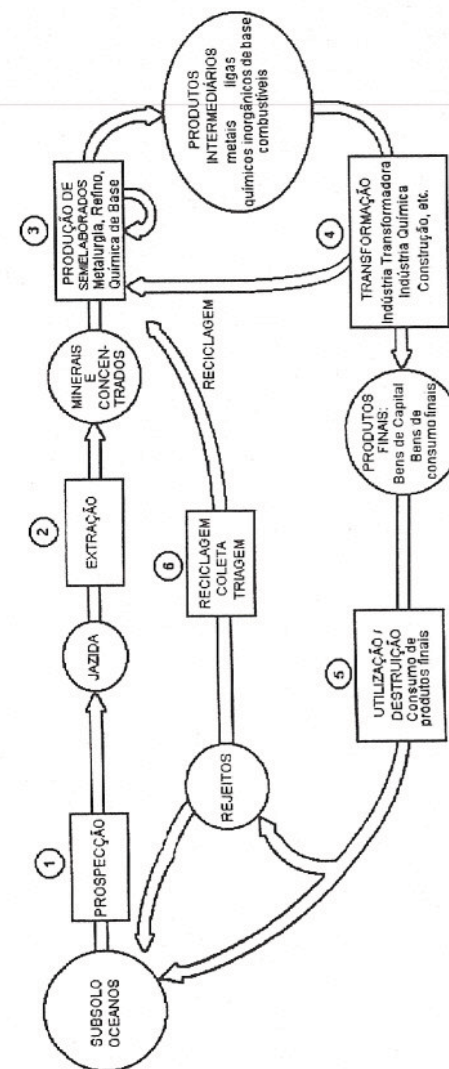 SUBSOLO
OCEANOS
1
PROSPECÇÃO
JAZIDA
2
EXTRAÇÃO
MINERAIS
E
CONCEN-
TRADOS
3
PRODUÇÃO DE
SEMELABORADOS
Metalurgia, Refino,
Química de Base
PRODUTOS
INTERMEDIÁRIOS
metais ligas
químicos inorgânicos de base
combustíveis
4
TRANSFORMAÇÃO
Indústria Transformadora
Indústria Química
Construção, etc.
PRODUTOS
FINAIS:
Bens de Capital
Bens de
consumo finais
5
UTILIZAÇÃO /
DESTRUIÇÃO
Consumo de
produtos finais
REJEITOS
6
RECICLAGEM
COLETA
TRIAGEM
RECICLAGEM